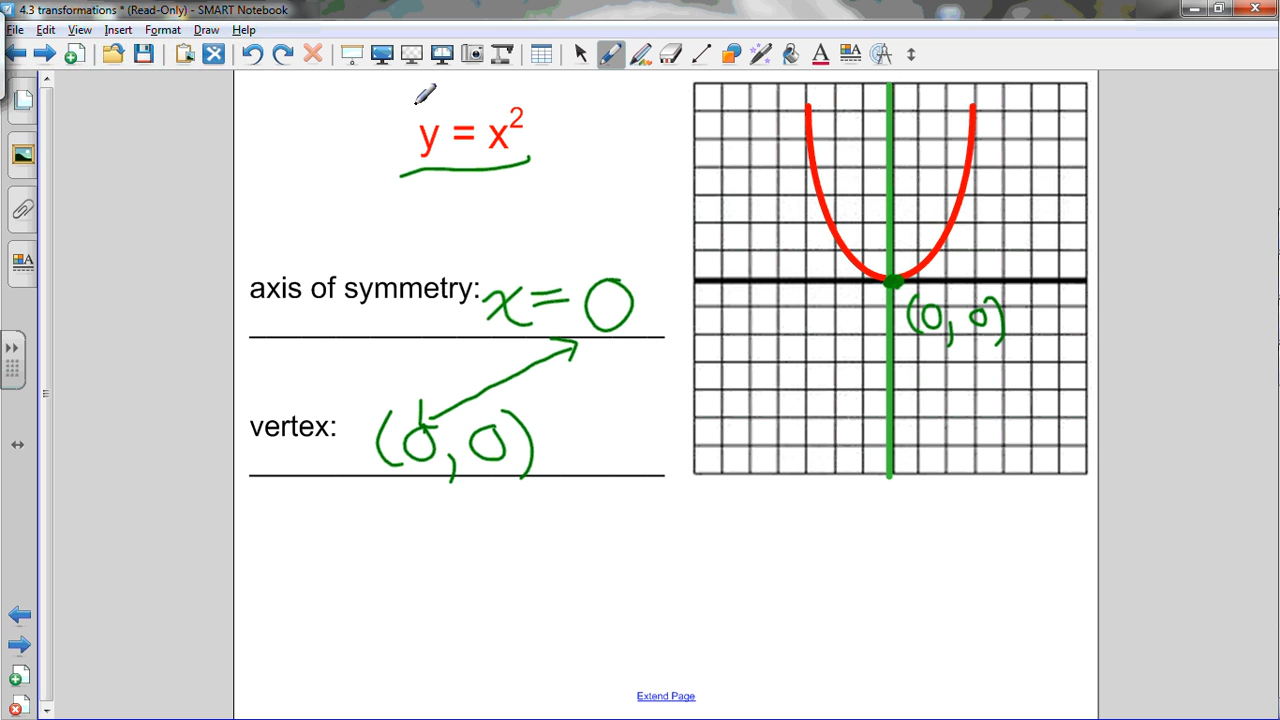 4.3 transformations * (Read-Only) - SMART Notebook
File Edit View Insert Format Draw Help
y = x²
axis of symmetry: x = 0
(0, 0)
vertex: (0, 0)
Extend Page